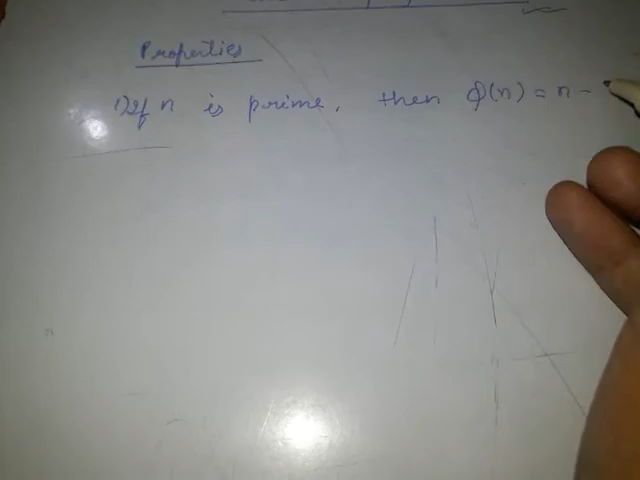 Properties
1) If n is prime, then ϕ(n) = n -